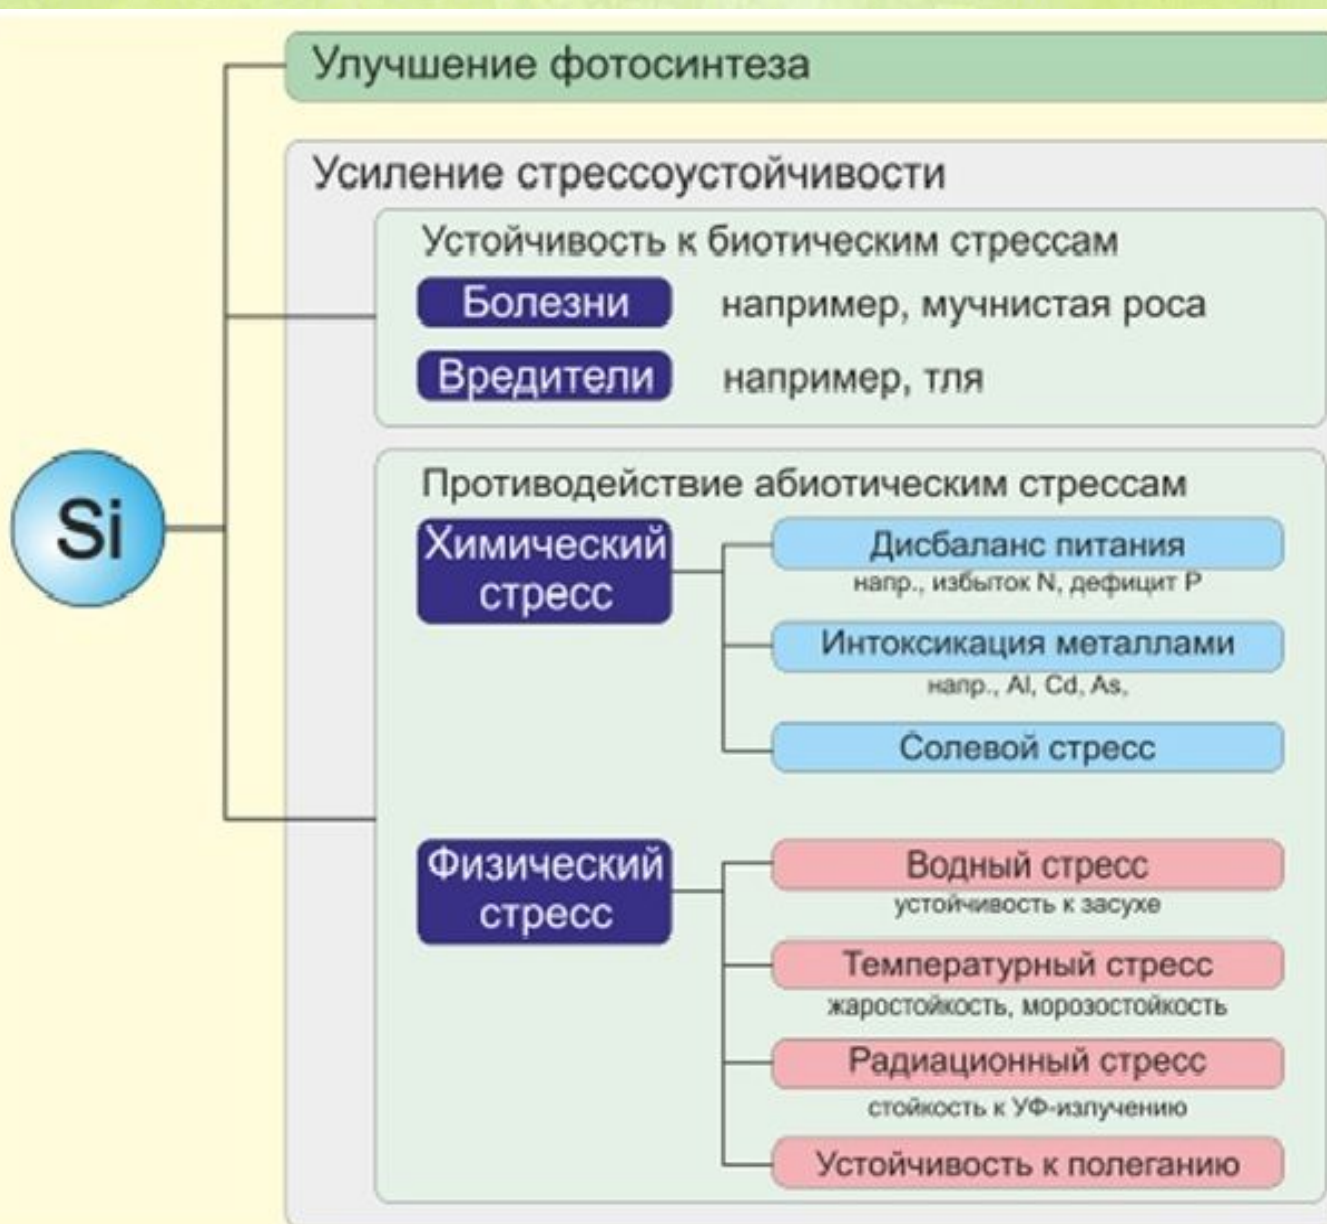 Улучшение фотосинтеза
Усиление стрессоустойчивости
Устойчивость к биотическим стрессам
Болезни например, мучнистая роса
Вредители например, тля
Si
Противодействие абиотическим стрессам
Химический
стресс
Дисбаланс питания
напр., избыток N, дефицит P
Интоксикация металлами
напр., Al, Cd, As,
Солевой стресс
Физический
стресс
Водный стресс
устойчивость к засухе
Температурный стресс
жаростойкость, морозостойкость
Радиационный стресс
стойкость к УФ-излучению
Устойчивость к полеганию